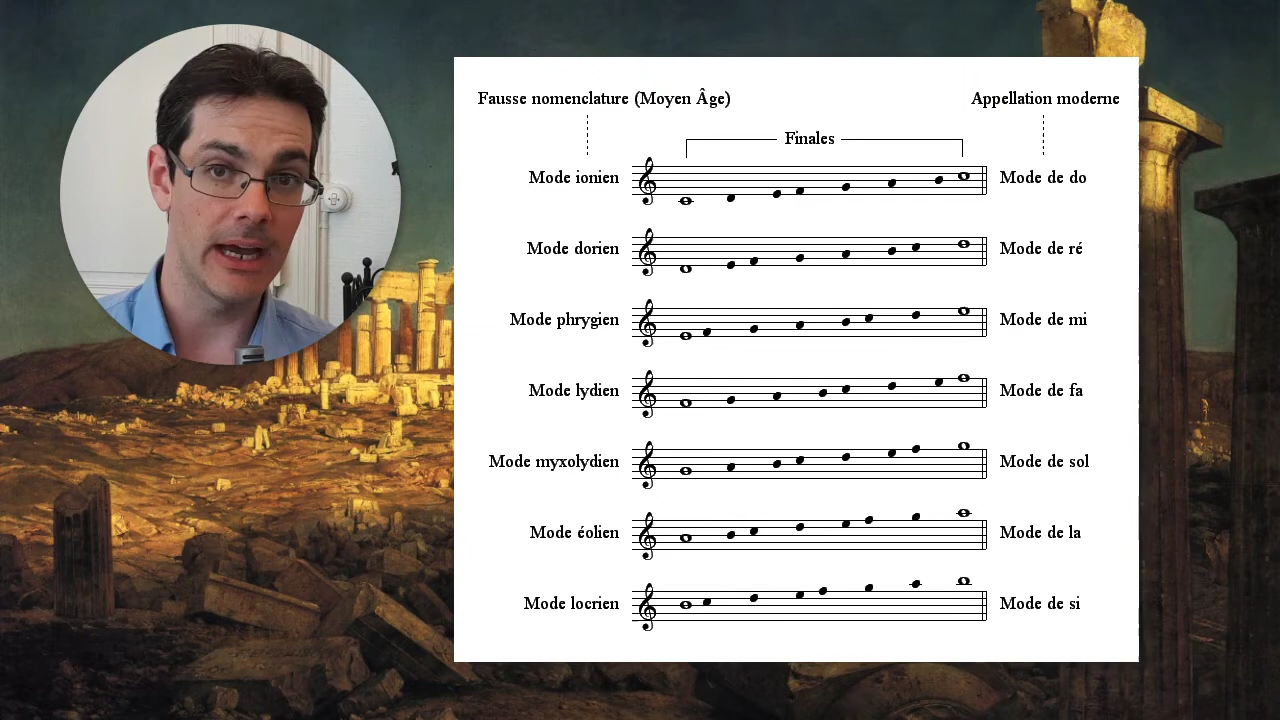 Fausse nomenclature (Moyen Âge) Appellation moderne
Finales
Mode ionien Mode de do
Mode dorien Mode de ré
Mode phrygien Mode de mi
Mode lydien Mode de fa
Mode myxolydien Mode de sol
Mode éolien Mode de la
Mode locrien Mode de si